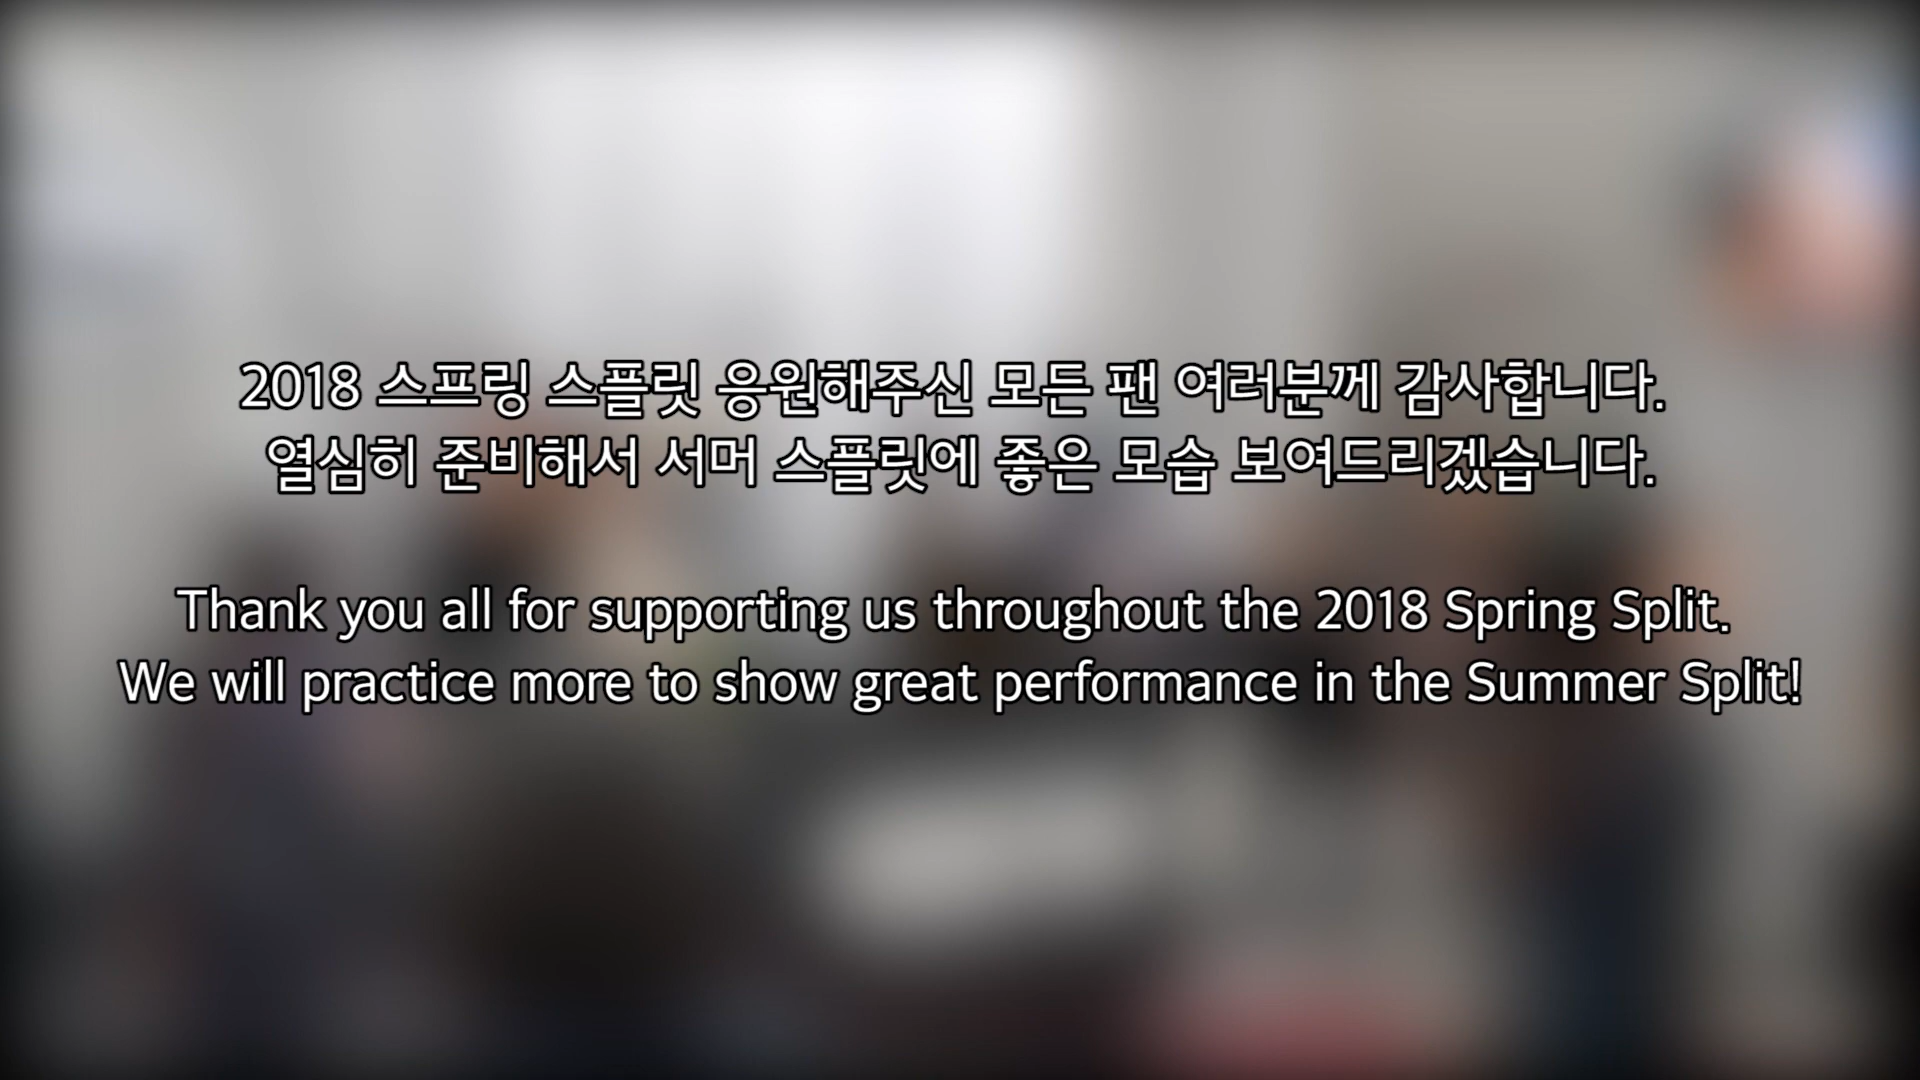 2018 스프링 스플릿 응원해주신 모든 팬 여러분께 감사합니다.
열심히 준비해서 서머 스플릿에 좋은 모습 보여드리겠습니다.
Thank you all for supporting us throughout the 2018 Spring Split.
We will practice more to show great performance in the Summer Split!